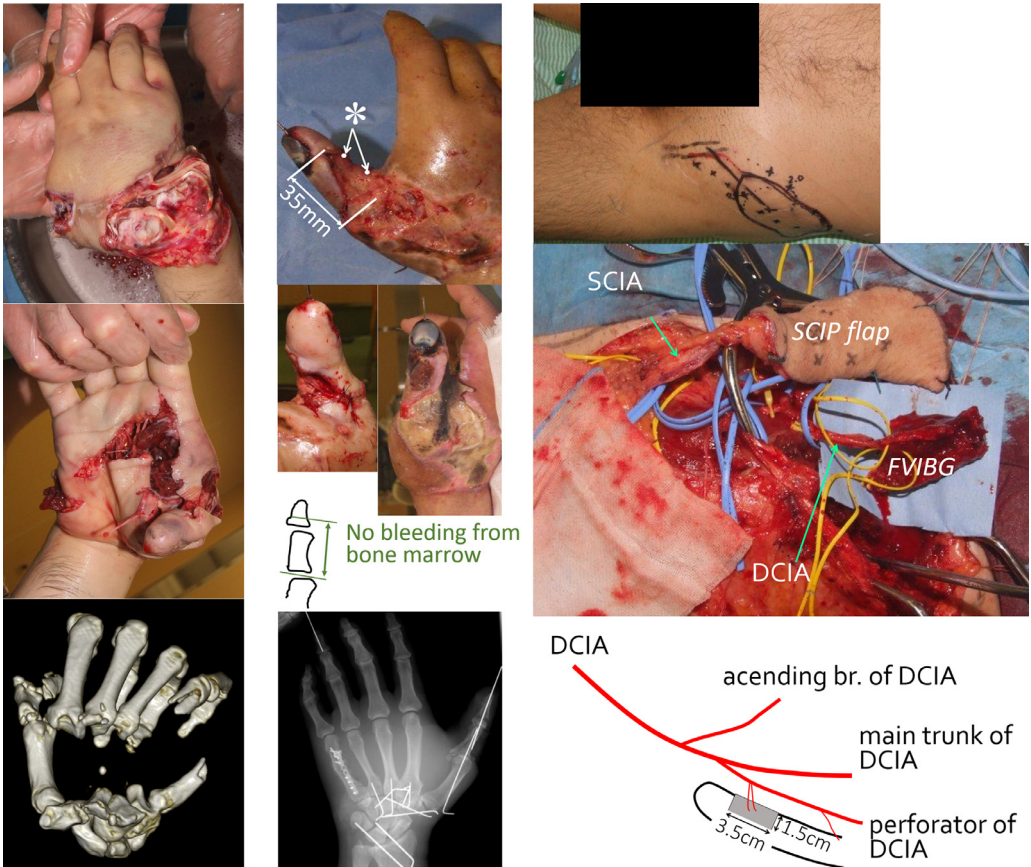 *
35mm
No bleeding from
bone marrow
SCIA
SCIP flap
FVIBG
DCIA
DCIA
acending br. of DCIA
main trunk of
DCIA
perforator of
DCIA
3.5cm
1.5cm